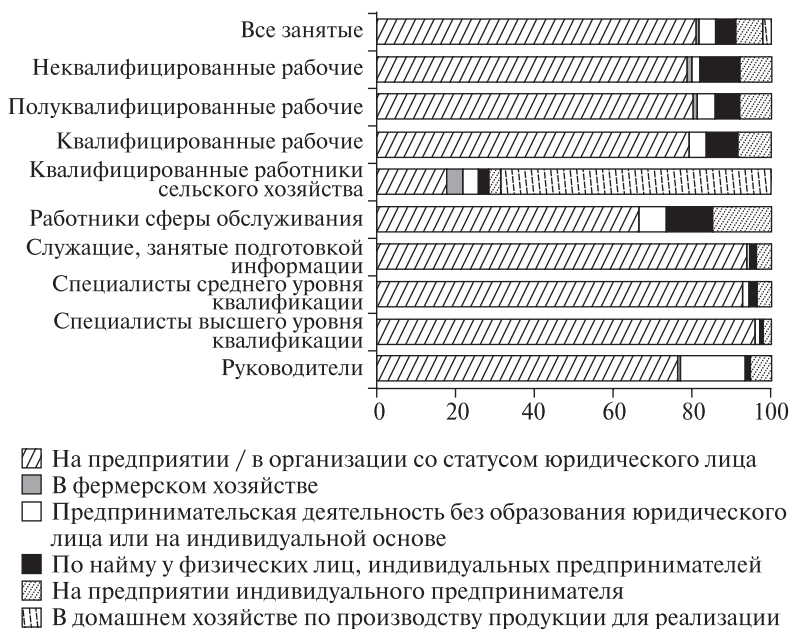 Все занятые
Неквалифицированные рабочие
Полуквалифицированные рабочие
Квалифицированные рабочие
Квалифицированные работники
сельского хозяйства
Работники сферы обслуживания
Служащие, занятые подготовкой
информации
Специалисты среднего уровня
квалификации
Специалисты высшего уровня
квалификации
Руководители
0 20 40 60 80 100
На предприятии / в организации со статусом юридического лица
В фермерском хозяйстве
Предпринимательская деятельность без образования юридического
лица или на индивидуальной основе
По найму у физических лиц, индивидуальных предпринимателей
На предприятии индивидуального предпринимателя
В домашнем хозяйстве по производству продукции для реализации